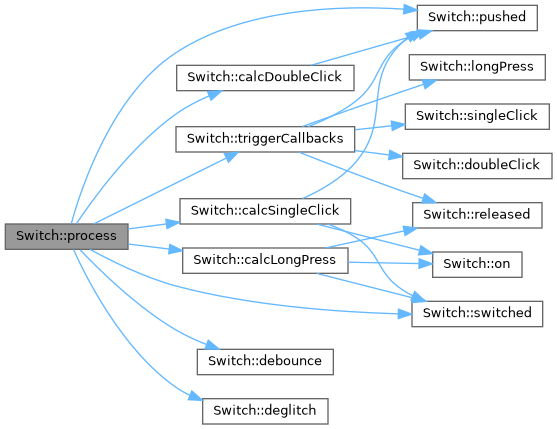 Switch::process
Switch::calcDoubleClick
Switch::triggerCallbacks
Switch::calcSingleClick
Switch::calcLongPress
Switch::debounce
Switch::deglitch
Switch::pushed
Switch::longPress
Switch::singleClick
Switch::doubleClick
Switch::released
Switch::on
Switch::switched